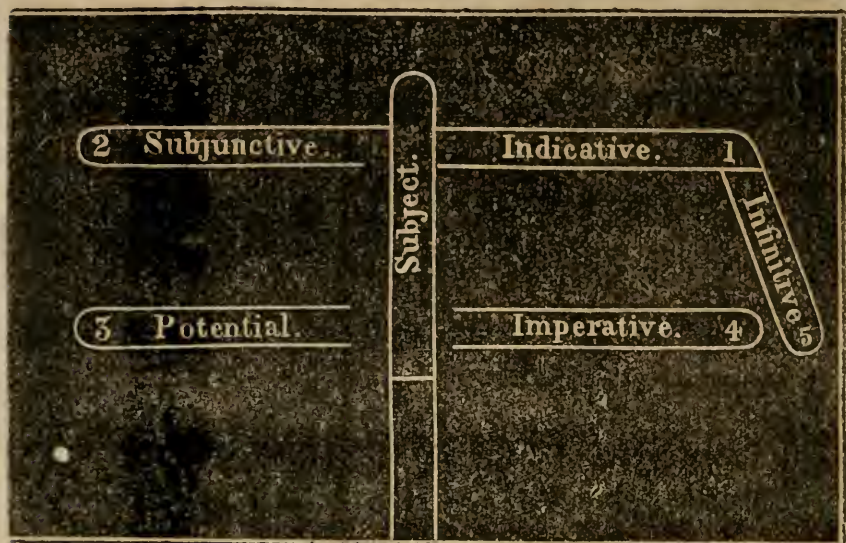 2 Subjunctive.
Subject.
Indicative. 1
Infinitive 5
3 Potential.
Imperative. 4